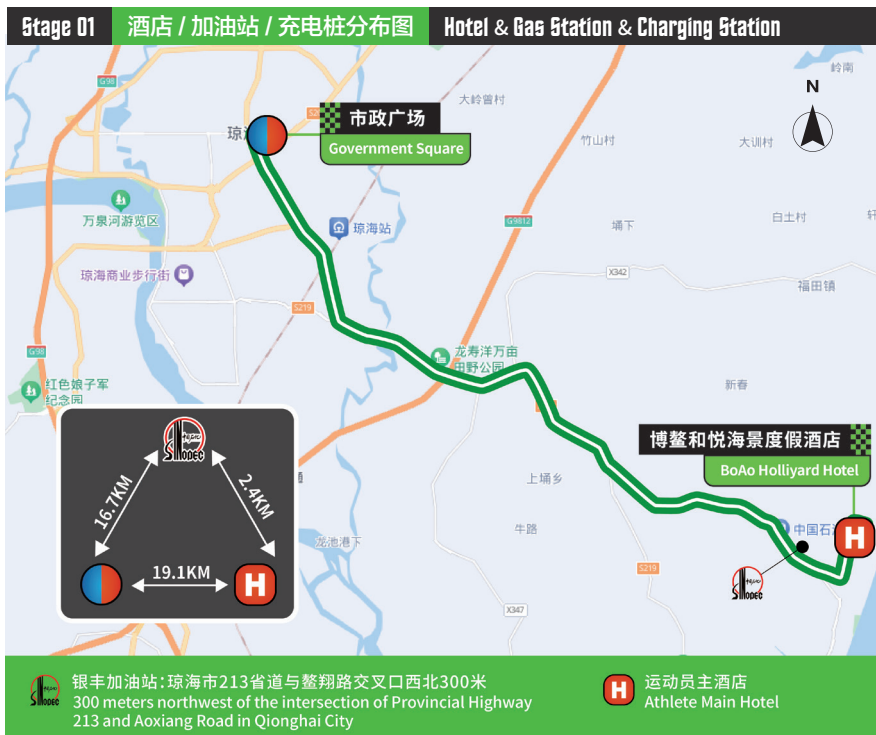 Stage 01
酒店 / 加油站 / 充电桩分布图
Hotel & Gas Station & Charging Station
岭南
N
G98
大岭曾村
市政广场
Government Square
竹山村
大训村
万泉河游览区
琼海站
G9812
埇下
白土村
琼海商业步行街
X342
福田镇
S219
G98
龙寿洋万亩
田野公园
红色娘子军
纪念园
新春
博鳌和悦海景度假酒店
BoAo Holliyard Hotel
SINOPEC
上埇乡
16.7KM
2.4KM
牛路
中国石
H
龙池港下
19.1KM
H
S219
SINOPEC
X347
SINOPEC
银丰加油站:琼海市213省道与鳌翔路交叉口西北300米
300 meters northwest of the intersection of Provincial Highway
213 and Aoxiang Road in Qionghai City
H
运动员主酒店
Athlete Main Hotel